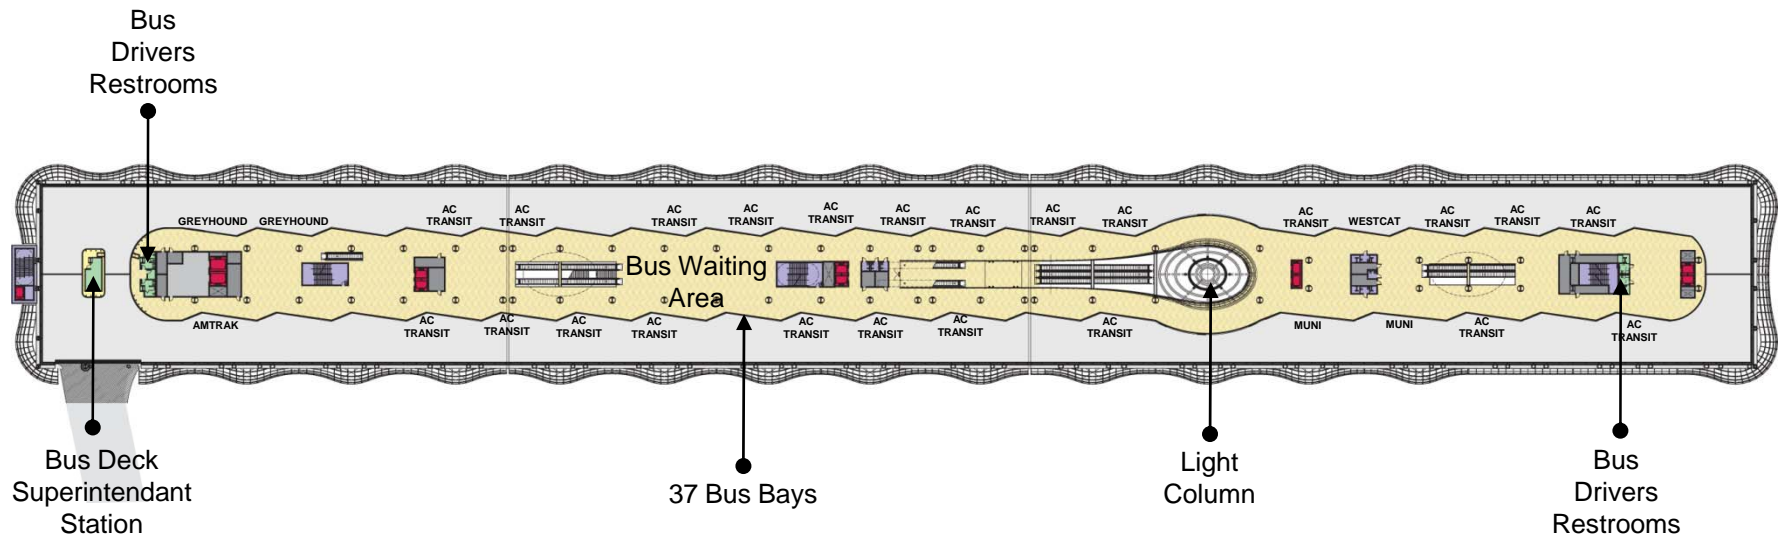 Bus
Drivers
Restrooms
GREYHOUND GREYHOUND
AC
TRANSIT
AC
TRANSIT
AC
TRANSIT
AC
TRANSIT
AC
TRANSIT
AC
TRANSIT
AC
TRANSIT
AC
TRANSIT
AC
TRANSIT
AC
TRANSIT
WESTCAT
AC
TRANSIT
AC
TRANSIT
AC
TRANSIT
Bus Waiting
Area
AMTRAK
AC
TRANSIT
AC
TRANSIT
AC
TRANSIT
AC
TRANSIT
AC
TRANSIT
AC
TRANSIT
AC
TRANSIT
AC
TRANSIT
MUNI
MUNI
AC
TRANSIT
AC
TRANSIT
Bus Deck
Superintendant
Station
37 Bus Bays
Light
Column
Bus
Drivers
Restrooms